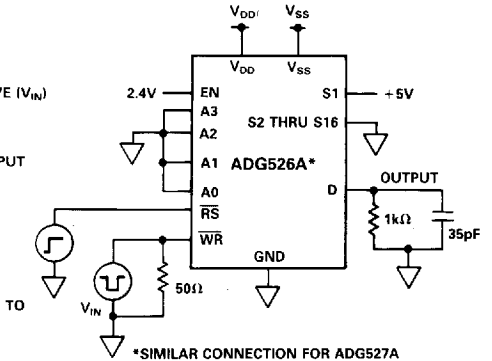 VDD VSS
VDD VSS
VE (VIN)
2.4V EN S1 +5V
A3
A2 S2 THRU S16
PUT
A1 ADG526A*
OUTPUT
A0 D
RS
1kΩ
WR
35pF
GND
50Ω
TO
VIN
*SIMILAR CONNECTION FOR ADG527A